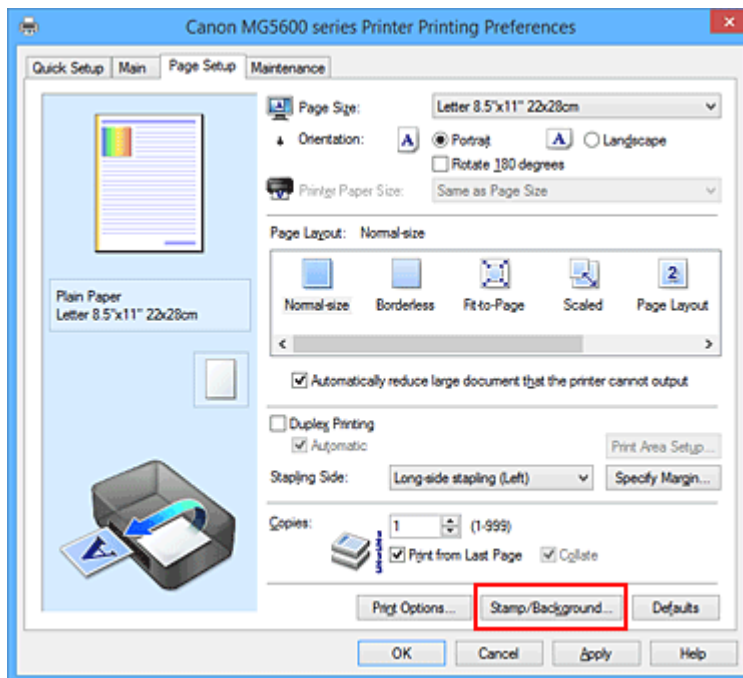 Canon MG5600 series Printer Printing Preferences
Quick Setup Main Page Setup Maintenance
Page Size: Letter 8.5"x11" 22x28cm
Orientation: A Portrait A Landscape
Rotate 180 degrees
Printer Paper Size: Same as Page Size
Page Layout: Normal-size
2
Normal-size Borderless Fit-to-Page Scaled Page Layout
Plain Paper
Letter 8.5"x11" 22x28cm
Automatically reduce large document that the printer cannot output
Duplex Printing
Automatic Print Area Setup...
Stapling Side: Long-side stapling (Left) Specify Margin...
Copies: 1 (1-999)
Print from Last Page Collate
A
Print Options... Stamp/Background... Defaults
OK Cancel Apply Help